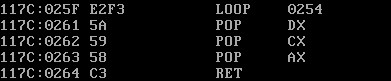 117C:025F E2F3 LOOP 0254
117C:0261 5A POP DX
117C:0262 59 POP CX
117C:0263 58 POP AX
117C:0264 C3 RET